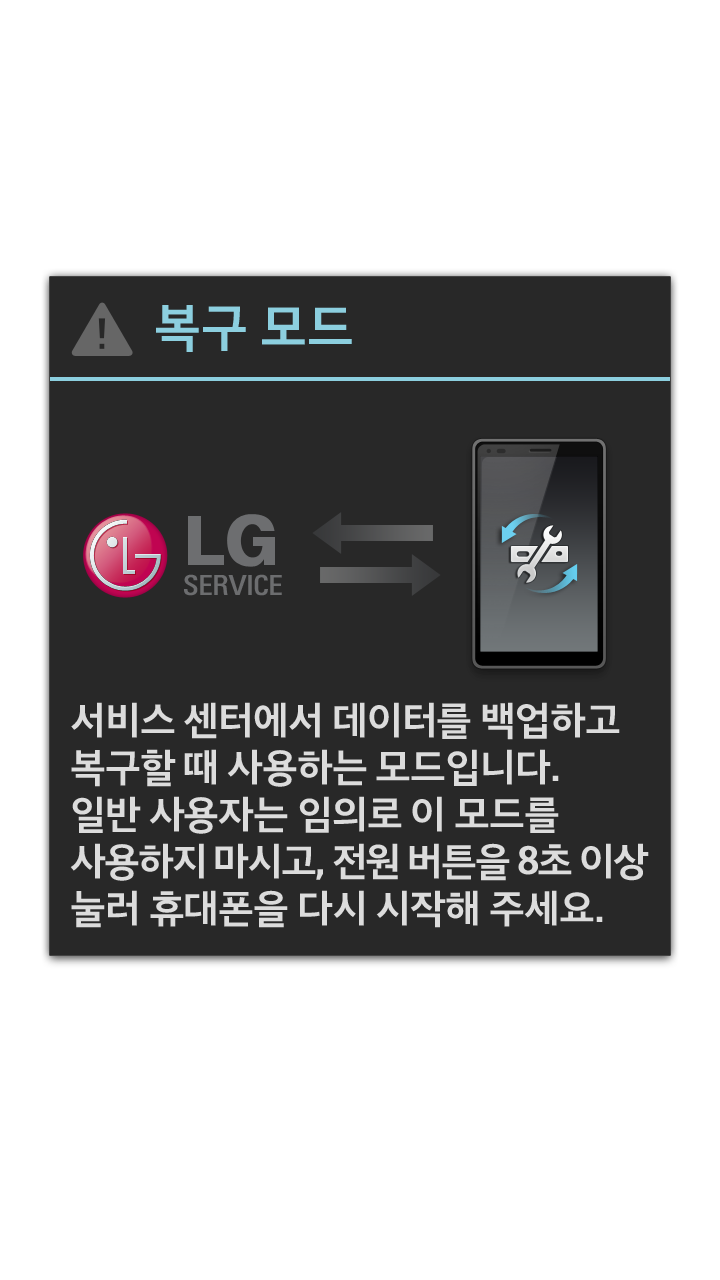 복구 모드
LG
SERVICE
서비스 센터에서 데이터를 백업하고
복구할 때 사용하는 모드입니다.
일반 사용자는 임의로 이 모드를
사용하지 마시고, 전원 버튼을 8초 이상
눌러 휴대폰을 다시 시작해 주세요.